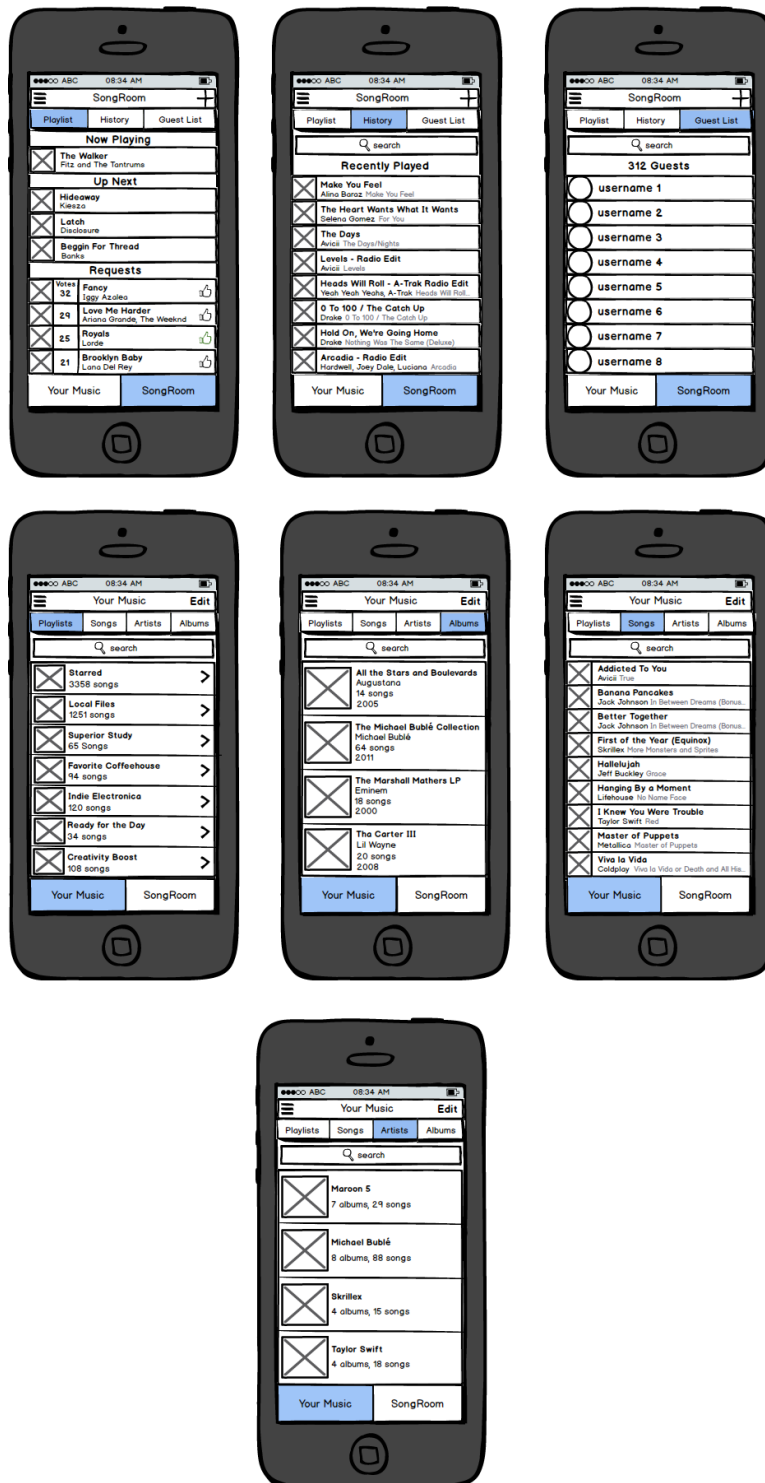 ABC 08:34 AM
SongRoom
Playlist History Guest List
Now Playing
The Walker
Fitz and The Tantrums
Up Next
Hideaway
Kiesza
Latch
Disclosure
Beggin For Thread
Banks
Requests
Votes
32 Fancy
Iggy Azalea
29 Love Me Harder
Ariana Grande, The Weeknd
25 Royals
Lorde
21 Brooklyn Baby
Lana Del Rey
Your Music SongRoom
ABC 08:34 AM
SongRoom
Playlist History Guest List
search
Recently Played
Make You Feel
Alina Baraz Make You Feel
The Heart Wants What It Wants
Selena Gomez For You
The Days
Avicii The Days/Nights
Levels - Radio Edit
Avicii Levels
Heads Will Roll - A-Trak Radio Edit
Yeah Yeah Yeahs, A-Trak Heads Will Roll..
0 To 100 / The Catch Up
Drake 0 To 100 / The Catch Up
Hold On, We're Going Home
Drake Nothing Was The Same (Deluxe)
Arcadia - Radio Edit
Hardwell, Joey Dale, Luciana Arcadia
Your Music SongRoom
ABC 08:34 AM
SongRoom
Playlist History Guest List
search
312 Guests
username 1
username 2
username 3
username 4
username 5
username 6
username 7
username 8
Your Music SongRoom
ABC 08:34 AM
Your Music Edit
Playlists Songs Artists Albums
search
Starred
3358 songs
Local Files
1251 songs
Superior Study
65 Songs
Favorite Coffeehouse
94 songs
Indie Electronica
120 songs
Ready for the Day
34 songs
Creativity Boost
108 songs
Your Music SongRoom
ABC 08:34 AM
Your Music Edit
Playlists Songs Artists Albums
search
All the Stars and Boulevards
Augustana
14 songs
2005
The Michael Bublé Collection
Michael Bublé
64 songs
2011
The Marshall Mathers LP
Eminem
18 songs
2000
Tha Carter III
Lil Wayne
20 songs
2008
Your Music SongRoom
ABC 08:34 AM
Your Music Edit
Playlists Songs Artists Albums
search
Addicted To You
Avicii True
Banana Pancakes
Jack Johnson In Between Dreams (Bonus..
Better Together
Jack Johnson In Between Dreams (Bonus..
First of the Year (Equinox)
Skrillex More Monsters and Sprites
Hallelujah
Jeff Buckley Grace
Hanging By a Moment
Lifehouse No Name Face
I Knew You Were Trouble
Taylor Swift Red
Master of Puppets
Metallica Master of Puppets
Viva la Vida
Coldplay Viva la Vida or Death and All His..
Your Music SongRoom
ABC 08:34 AM
Your Music Edit
Playlists Songs Artists Albums
search
Maroon 5
7 albums, 29 songs
Michael Bublé
8 albums, 88 songs
Skrillex
4 albums, 15 songs
Taylor Swift
4 albums, 18 songs
Your Music SongRoom